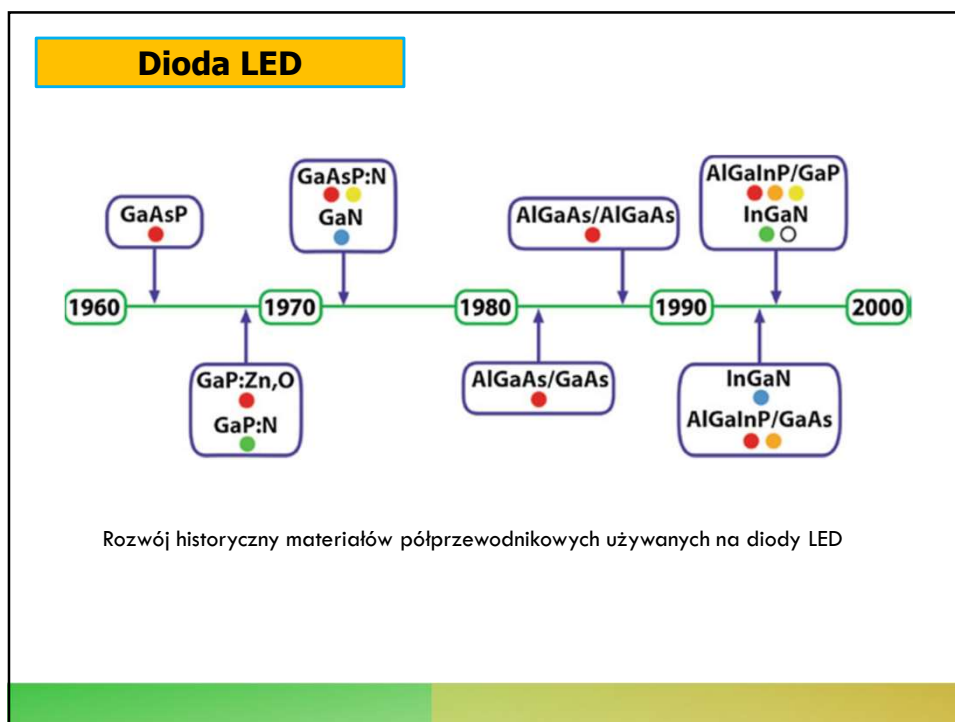 Dioda LED
GaAsP
GaAsP:N
GaN
AlGaAs/AlGaAs
AlGaInP/GaP
InGaN
1960
1970
1980
1990
2000
GaP:Zn,O
GaP:N
AlGaAs/GaAs
InGaN
AlGaInP/GaAs
Rozwój historyczny materiałów półprzewodnikowych używanych na diody LED